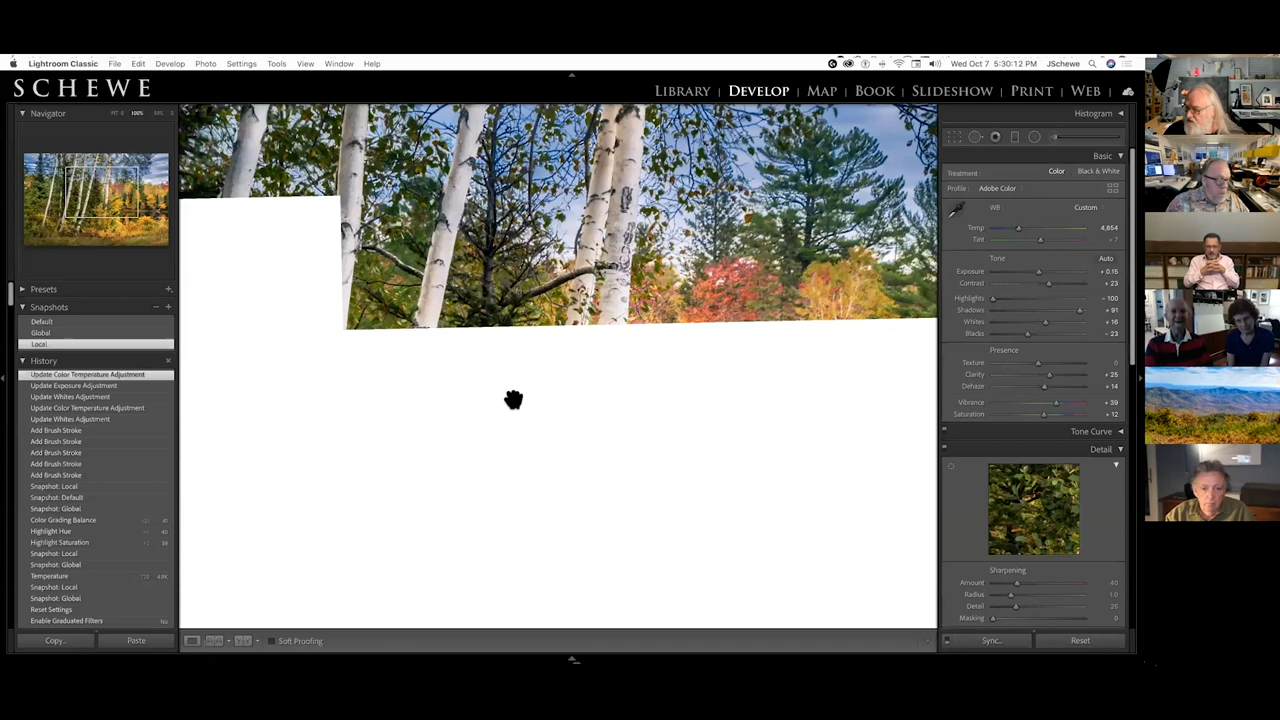 Lightroom Classic File Edit Develop Photo Settings Tools View Window Help Wed Oct 7 5:30:12 PM JSchewe
SCHEWE
LIBRARY | DEVELOP | MAP | BOOK | SLIDESHOW | PRINT | WEB
Navigator FIT 100%
Histogram
Basic
Treatment: Color Black & White
Profile: Adobe Color
WB Custom
Temp 4,854
Tint + 7
Tone Auto
Exposure + 0.15
Contrast + 23
Highlights - 100
Shadows + 91
Whites + 16
Blacks - 23
Presence
Texture 0
Clarity + 25
Dehaze + 14
Vibrance + 39
Saturation + 12
Tone Curve
Detail
Sharpening
Amount 40
Radius 1.0
Detail 25
Masking 0
Sync... Reset
Presets
Snapshots
Default
Global
Local
History
Update Color Temperature Adjustment
Update Exposure Adjustment
Update Whites Adjustment
Update Color Temperature Adjustment
Update Whites Adjustment
Add Brush Stroke
Add Brush Stroke
Add Brush Stroke
Add Brush Stroke
Add Brush Stroke
Snapshot: Local
Snapshot: Default
Snapshot: Global
Color Grading Balance
Highlight Hue
Highlight Saturation
Snapshot: Local
Snapshot: Global
Temperature
Snapshot: Local
Snapshot: Global
Reset Settings
Enable Graduated Filters No
Copy... Paste
Soft Proofing